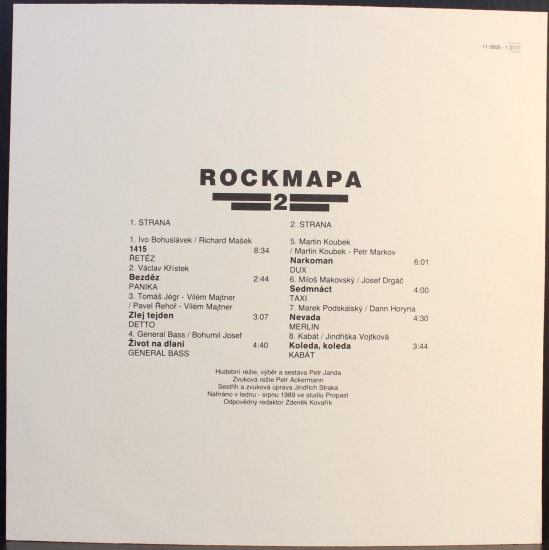 11 0856 - 1 311
ROCKMAPA
2
1. STRANA
1. Ivo Bohuslávek / Richard Mašek
1415 8:34
ŘETĚZ
2. Václav Křístek
Bezděz 2:44
PANIKA
3. Tomáš Jégr - Vilém Majtner
/ Pavel Řehoř - Vilém Majtner
Zlej tejden 3:07
DETTO
4. General Bass / Bohumil Josef
Život na dlani 4:40
GENERAL BASS
2. STRANA
5. Martin Koubek
/ Martin Koubek - Petr Markov
Narkoman 6:01
DUX
6. Miloš Makovský / Josef Drgáč
Sedmnáct 4:00
TAXI
7. Marek Podskalský / Dann Horyna
Nevada 4:30
MERLIN
8. Kabát / Jindřiška Vojtková
Koleda, koleda 3:44
KABÁT
Hudební režie, výběr a sestava Petr Janda
Zvuková režie Petr Ackermann
Sestřih a zvuková úprava Jindřich Straka
Nahráno v lednu - srpnu 1989 ve studiu Propast
Odpovědný redaktor Zdeněk Kovařík